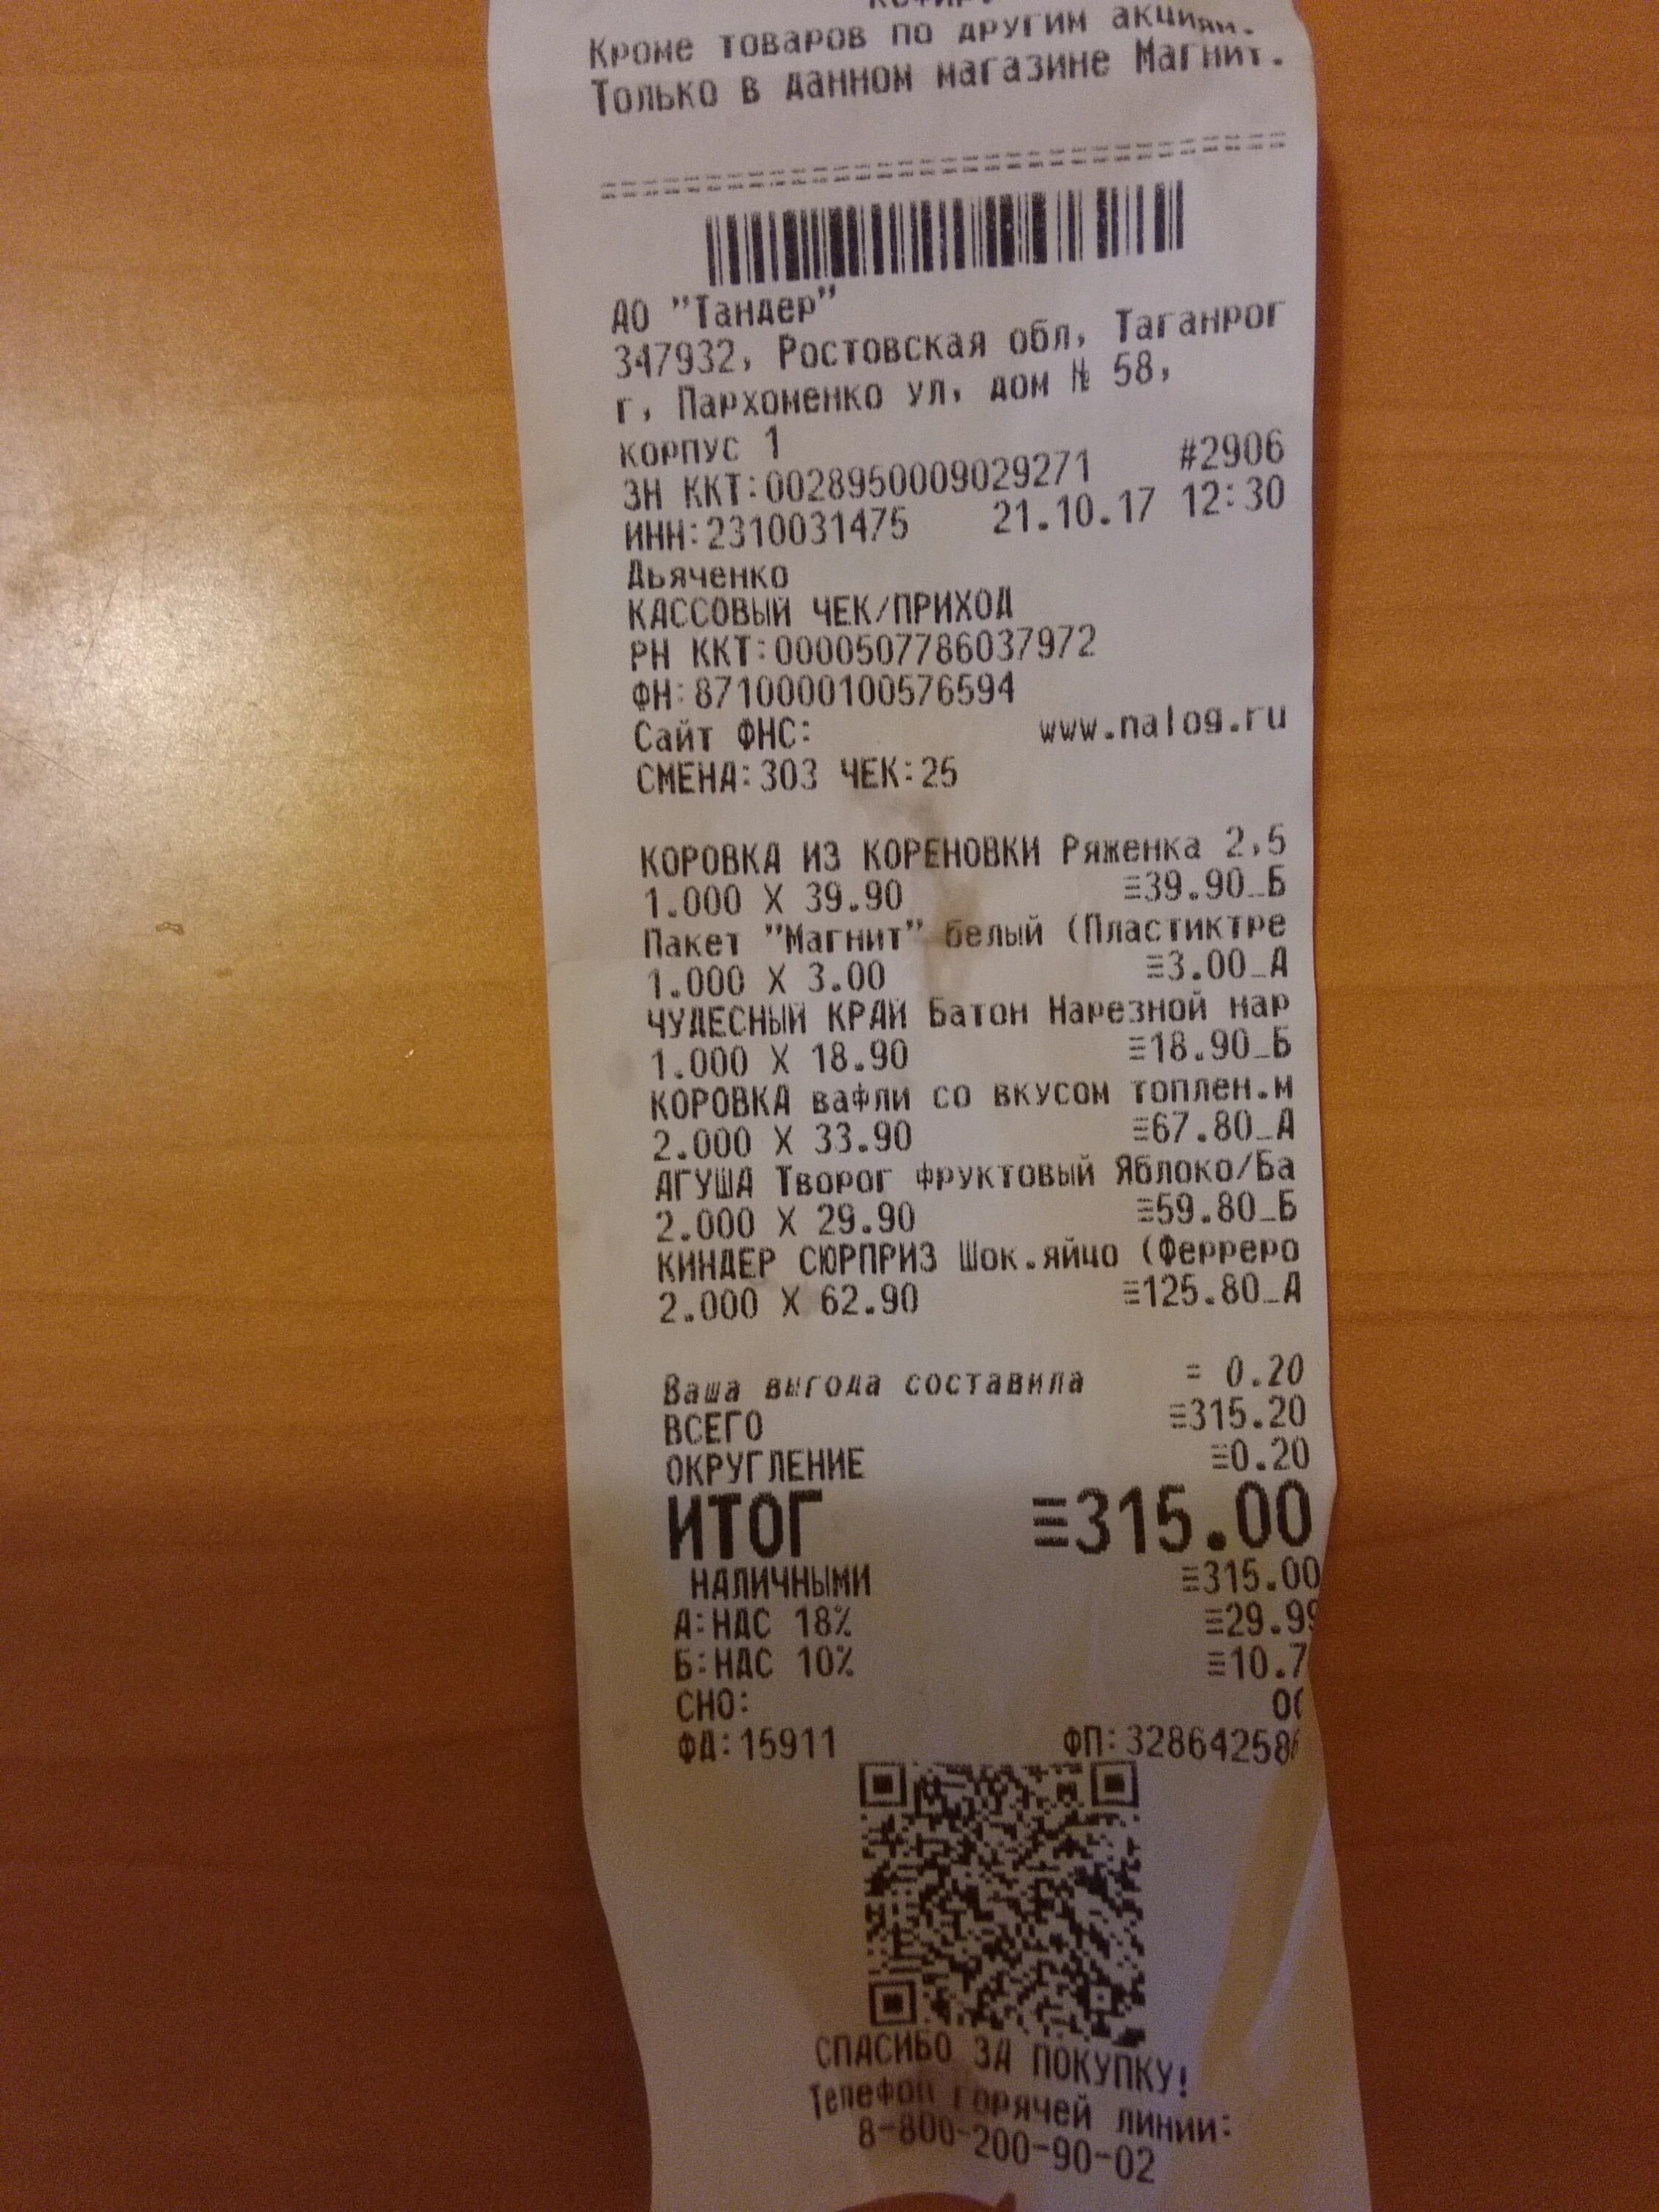 Кроме товаров по другим акциям.
Только в данном магазине Магнит.
АО "Тандер"
347932, Ростовская обл, Таганрог
г, Пархоменко ул, дом № 58,
корпус 1
ЗН ККТ:0028950009029271 #2906
ИНН:2310031475 21.10.17 12:30
Дьяченко
КАССОВЫЙ ЧЕК/ПРИХОД
РН ККТ:0000507786037972
ФН:8710000100576594
Сайт ФНС: www.nalog.ru
СМЕНА:303 ЧЕК:25
КОРОВКА ИЗ КОРЕНОВКИ Ряженка 2,5
1.000 X 39.90 ≡39.90_Б
Пакет "Магнит" белый (Пластиктре
1.000 X 3.00 ≡3.00_А
ЧУДЕСНЫЙ КРАЙ Батон Нарезной нар
1.000 X 18.90 ≡18.90_Б
КОРОВКА вафли со вкусом топлен.м
2.000 X 33.90 ≡67.80_А
АГУША Творог фруктовый Яблоко/Ба
2.000 X 29.90 ≡59.80_Б
КИНДЕР СЮРПРИЗ Шок.яйцо (Ферреро
2.000 X 62.90 ≡125.80_А
Ваша выгода составила = 0.20
ВСЕГО ≡315.20
ОКРУГЛЕНИЕ ≡0.20
ИТОГ ≡315.00
НАЛИЧНЫМИ ≡315.00
А:НДС 18% ≡29.99
Б:НДС 10% ≡10.7
СНО:
ФД:15911 ФП:328642586
СПАСИБО ЗА ПОКУПКУ!
Телефон горячей линии:
8-800-200-90-02